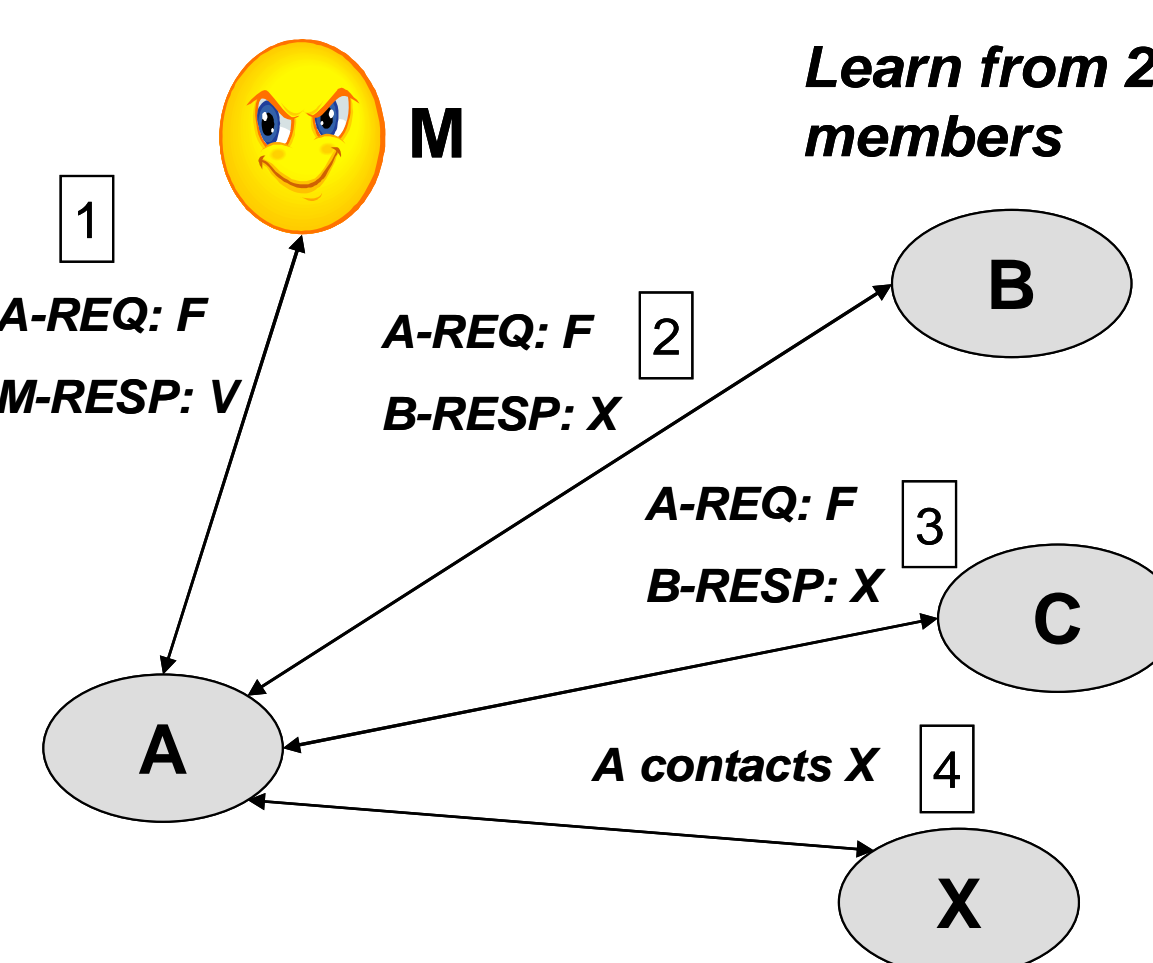 Learn from 2
members
M
1
A-REQ: F
M-RESP: V
A-REQ: F
2
B-RESP: X
B
A-REQ: F
3
B-RESP: X
C
A
A contacts X
4
X